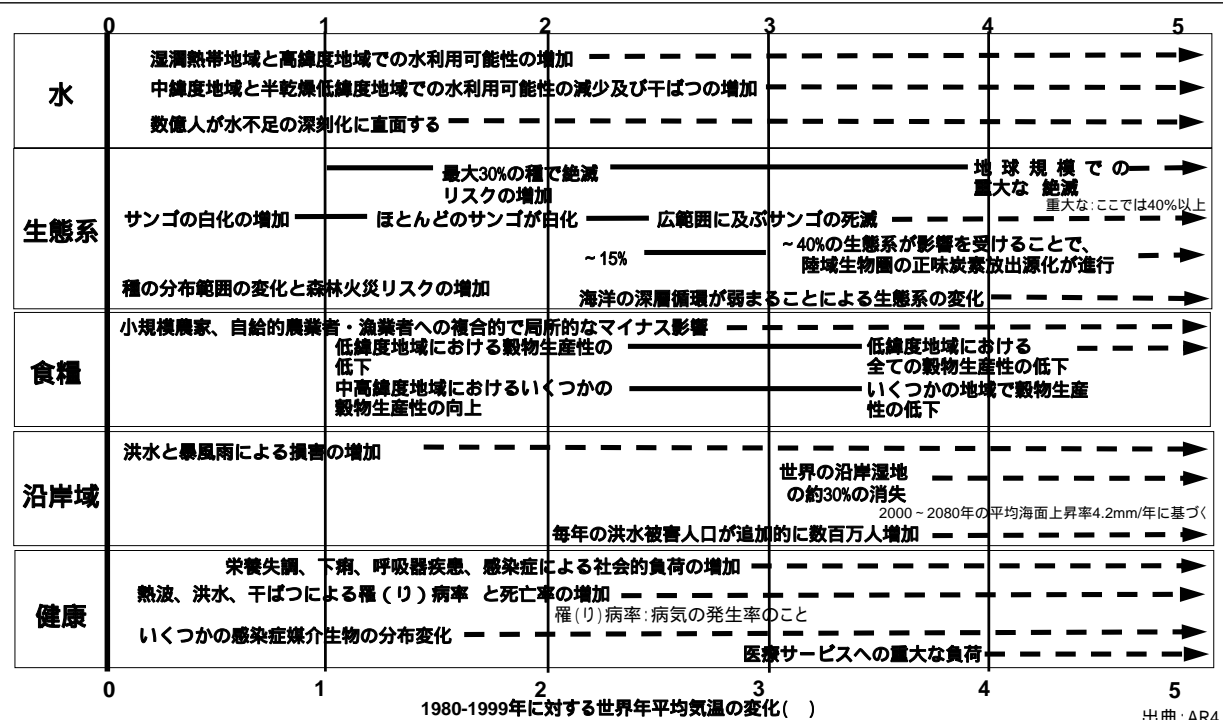 0 1 2 3 4 5
水
湿潤熱帯地域と高緯度地域での水利用可能性の増加
中緯度地域と半乾燥低緯度地域での水利用可能性の減少及び干ばつの増加
数億人が水不足の深刻化に直面する
生態系
最大30%の種で絶滅
リスクの増加
地球規模での
重大な 絶滅
重大な:ここでは40%以上
サンゴの白化の増加
ほとんどのサンゴが白化
広範囲に及ぶサンゴの死滅
~15%
~40%の生態系が影響を受けることで、
陸域生物圏の正味炭素放出源化が進行
種の分布範囲の変化と森林火災リスクの増加
海洋の深層循環が弱まることによる生態系の変化
食糧
小規模農家、自給的農業者・漁業者への複合的で局所的なマイナス影響
低緯度地域における穀物生産性の
低下
低緯度地域における
全ての穀物生産性の低下
中高緯度地域におけるいくつかの
穀物生産性の向上
いくつかの地域で穀物生産
性の低下
沿岸域
洪水と暴風雨による損害の増加
世界の沿岸湿地
の約30%の消失
2000~2080年の平均海面上昇率4.2mm/年に基づく
毎年の洪水被害人口が追加的に数百万人増加
健康
栄養失調、下痢、呼吸器疾患、感染症による社会的負荷の増加
熱波、洪水、干ばつによる罹(り)病率 と死亡率の増加
罹(り)病率:病気の発生率のこと
いくつかの感染症媒介生物の分布変化
医療サービスへの重大な負荷
0 1 2 3 4 5
1980-1999年に対する世界年平均気温の変化( )
出典:AR4